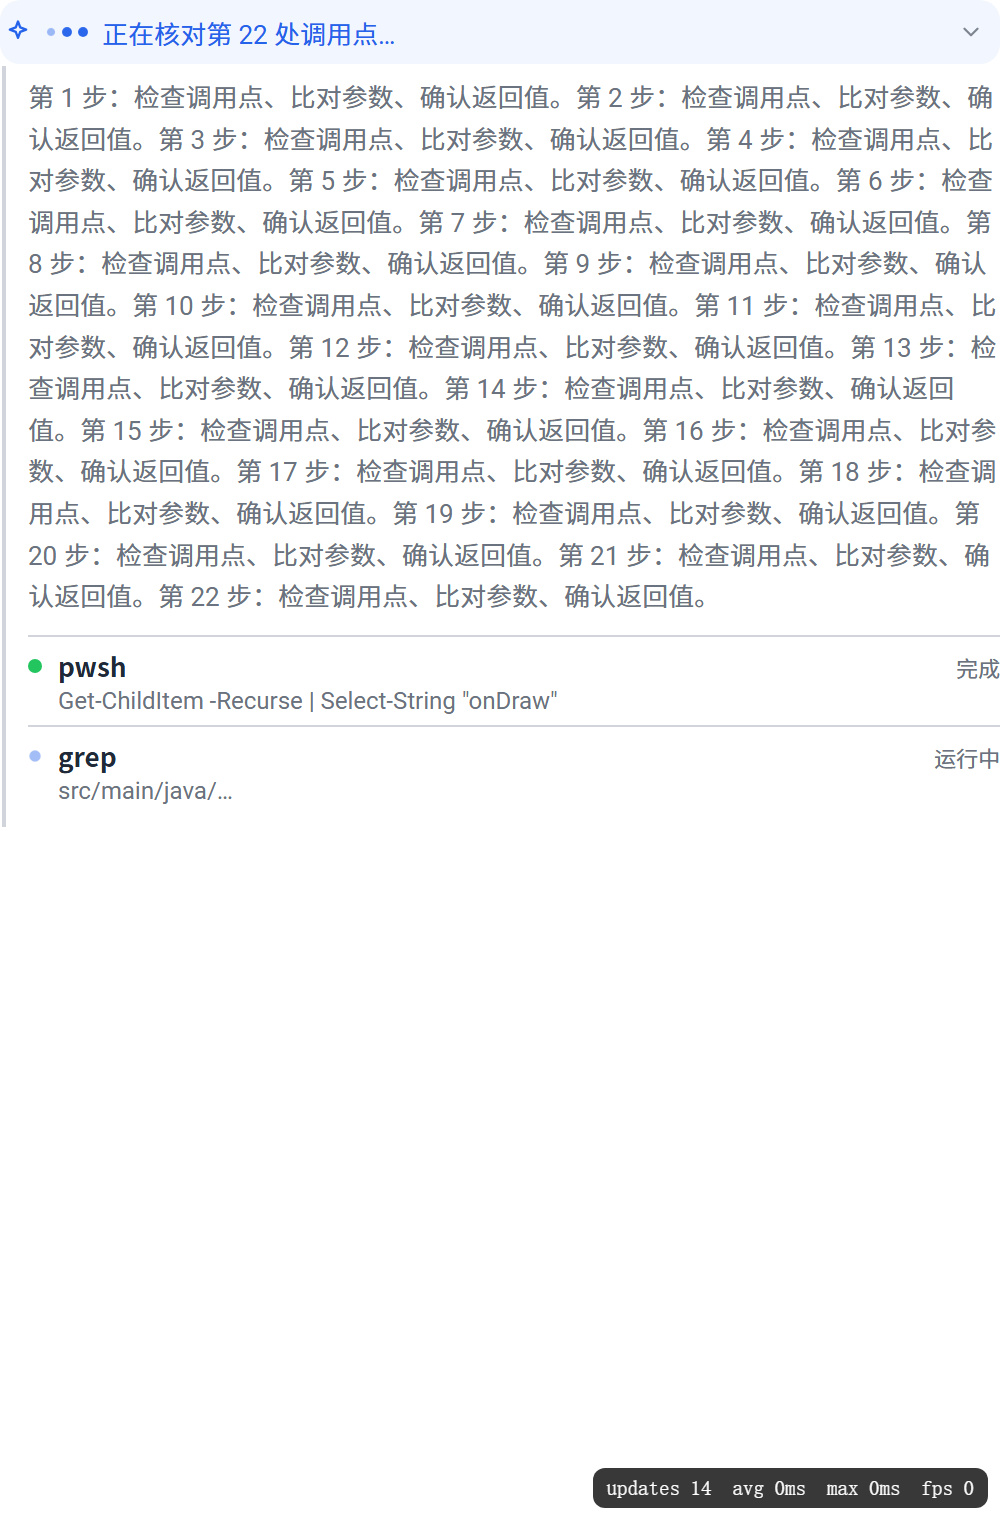 正在核对第 22 处调用点...
第 1 步：检查调用点、比对参数、确认返回值。第 2 步：检查调用点、比对参数、确
认返回值。第 3 步：检查调用点、比对参数、确认返回值。第 4 步：检查调用点、比
对参数、确认返回值。第 5 步：检查调用点、比对参数、确认返回值。第 6 步：检查
调用点、比对参数、确认返回值。第 7 步：检查调用点、比对参数、确认返回值。第
8 步：检查调用点、比对参数、确认返回值。第 9 步：检查调用点、比对参数、确认
返回值。第 10 步：检查调用点、比对参数、确认返回值。第 11 步：检查调用点、比
对参数、确认返回值。第 12 步：检查调用点、比对参数、确认返回值。第 13 步：检
查调用点、比对参数、确认返回值。第 14 步：检查调用点、比对参数、确认返回
值。第 15 步：检查调用点、比对参数、确认返回值。第 16 步：检查调用点、比对参
数、确认返回值。第 17 步：检查调用点、比对参数、确认返回值。第 18 步：检查调
用点、比对参数、确认返回值。第 19 步：检查调用点、比对参数、确认返回值。第
20 步：检查调用点、比对参数、确认返回值。第 21 步：检查调用点、比对参数、确
认返回值。第 22 步：检查调用点、比对参数、确认返回值。
pwsh 完成
Get-ChildItem -Recurse | Select-String "onDraw"
grep 运行中
src/main/java/...
updates 14 avg 0ms max 0ms fps 0